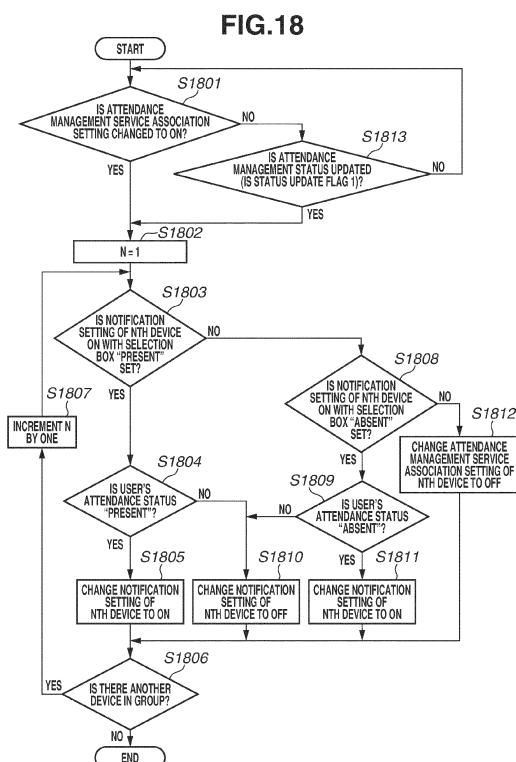 FIG.18
START
S1801
IS ATTENDANCE
MANAGEMENT SERVICE ASSOCIATION
SETTING CHANGED TO ON?
NO
YES
S1813
IS ATTENDANCE
MANAGEMENT STATUS UPDATED
(IS STATUS UPDATE FLAG 1)?
NO
YES
S1802
N = 1
S1803
IS NOTIFICATION
SETTING OF NTH DEVICE
ON WITH SELECTION
BOX "PRESENT"
SET?
NO
YES
S1807
INCREMENT N
BY ONE
S1808
IS NOTIFICATION
SETTING OF NTH DEVICE
ON WITH SELECTION
BOX "ABSENT"
SET?
NO
YES
S1812
CHANGE ATTENDANCE
MANAGEMENT SERVICE
ASSOCIATION SETTING OF
NTH DEVICE TO OFF
S1804
IS USER'S
ATTENDANCE STATUS
"PRESENT"?
NO
YES
S1809
IS USER'S
ATTENDANCE STATUS
"ABSENT"?
NO
YES
S1805
CHANGE NOTIFICATION
SETTING OF
NTH DEVICE TO ON
S1810
CHANGE NOTIFICATION
SETTING OF
NTH DEVICE TO OFF
S1811
CHANGE NOTIFICATION
SETTING OF
NTH DEVICE TO ON
S1806
IS THERE ANOTHER
DEVICE IN GROUP?
YES
NO
END